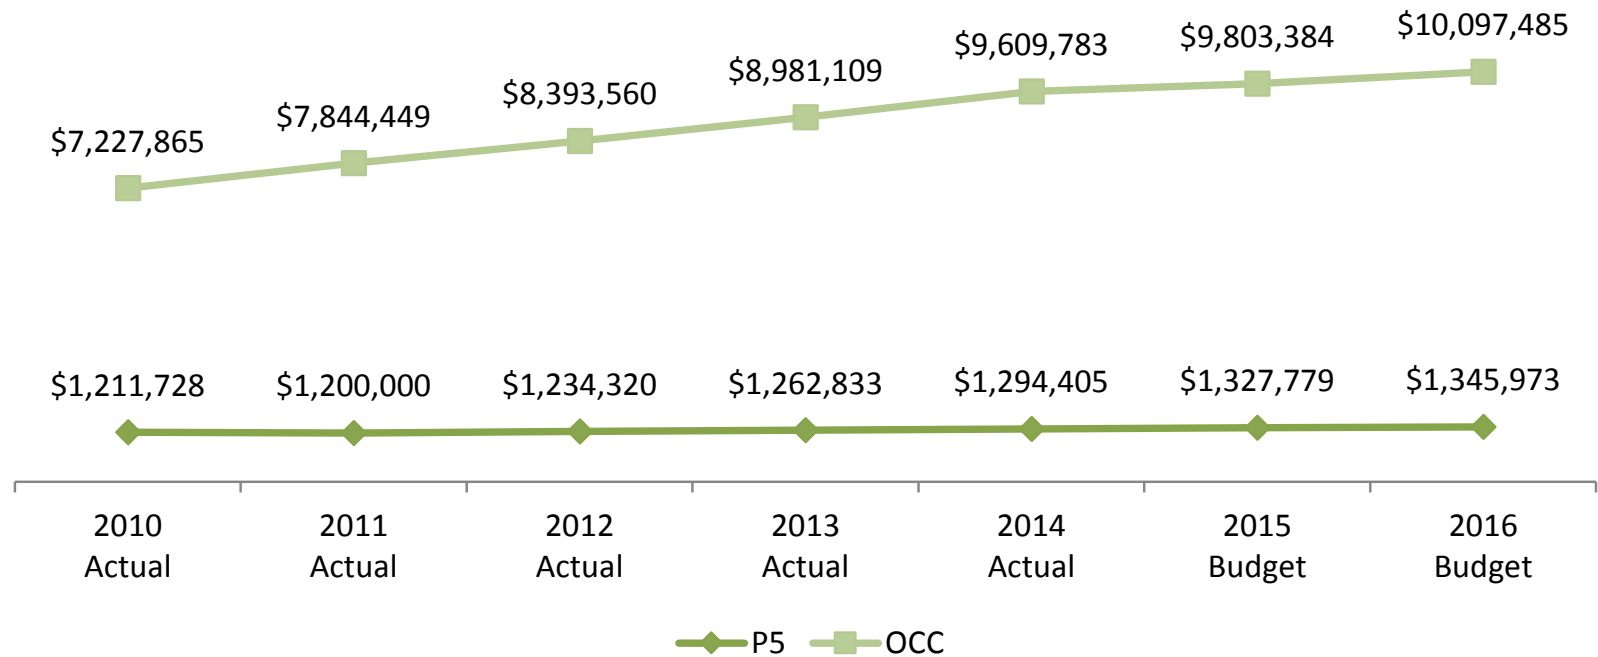 $7,227,865
$7,844,449
$8,393,560
$8,981,109
$9,609,783
$9,803,384
$10,097,485
$1,211,728
$1,200,000
$1,234,320
$1,262,833
$1,294,405
$1,327,779
$1,345,973
2010
Actual
2011
Actual
2012
Actual
2013
Actual
2014
Actual
2015
Budget
2016
Budget
P5
OCC